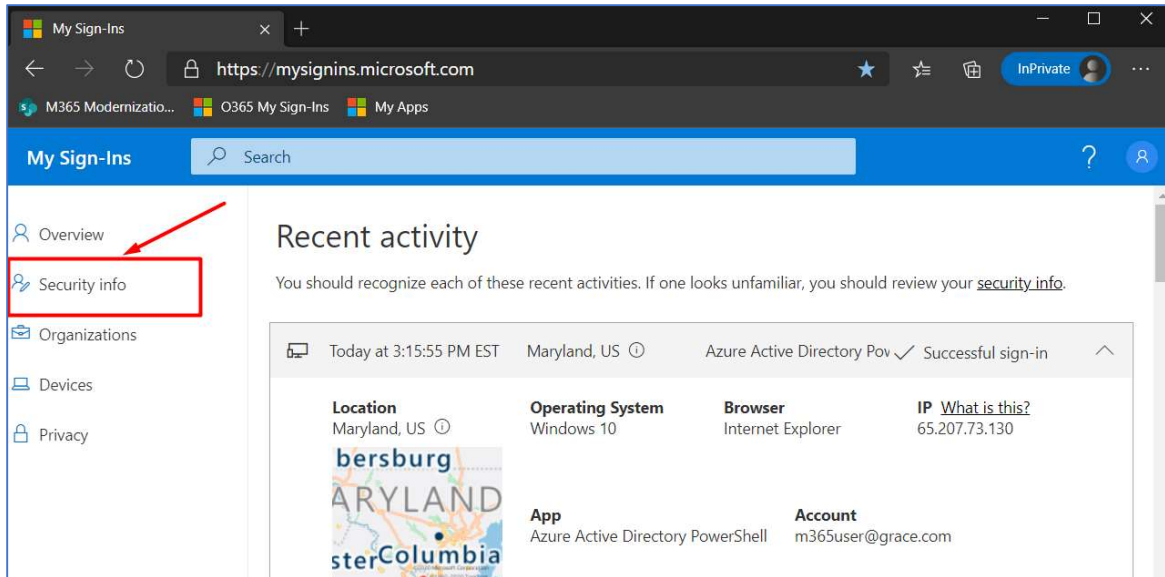 My Sign-Ins
https://mysignins.microsoft.com
InPrivate
M365 Modernizatio...
O365 My Sign-Ins
My Apps
My Sign-Ins
Search
?
Overview
Security info
Organizations
Devices
Privacy
Recent activity
You should recognize each of these recent activities. If one looks unfamiliar, you should review your security info.
Today at 3:15:55 PM EST Maryland, US Azure Active Directory Pov Successful sign-in
Location Operating System Browser IP What is this?
Maryland, US Windows 10 Internet Explorer 65.207.73.130
bersburg
ARYLAND
ster Columbia
App Account
Azure Active Directory PowerShell m365user@grace.com